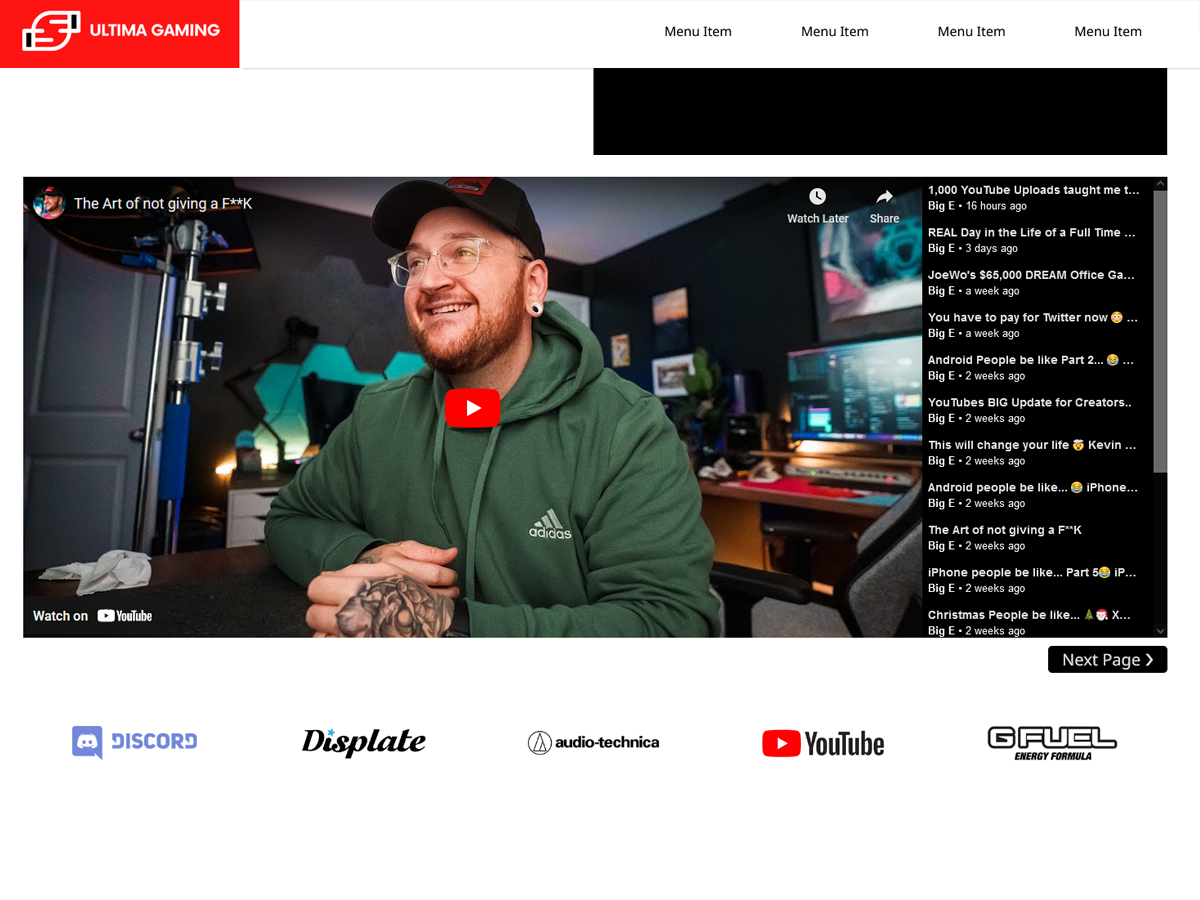 ULTIMA GAMING
Menu Item
Menu Item
Menu Item
Menu Item
The Art of not giving a F**K
Watch Later
Share
1,000 YouTube Uploads taught me t...
Big E • 16 hours ago
REAL Day in the Life of a Full Time ...
Big E • 3 days ago
JoeWo's $65,000 DREAM Office Ga...
Big E • a week ago
You have to pay for Twitter now 😳 ...
Big E • a week ago
Android People be like Part 2... 😂 ...
Big E • 2 weeks ago
YouTubes BIG Update for Creators..
Big E • 2 weeks ago
This will change your life 🤯 Kevin ...
Big E • 2 weeks ago
Android people be like... 😂 iPhone...
Big E • 2 weeks ago
The Art of not giving a F**K
Big E • 2 weeks ago
iPhone people be like... Part 5😂 iP...
Big E • 2 weeks ago
Christmas People be like... 🎄🎅 X...
Big E • 2 weeks ago
adidas
Watch on YouTube
Next Page ❯
DISCORD
Displate
audio-technica
YouTube
G FUEL
ENERGY FORMULA